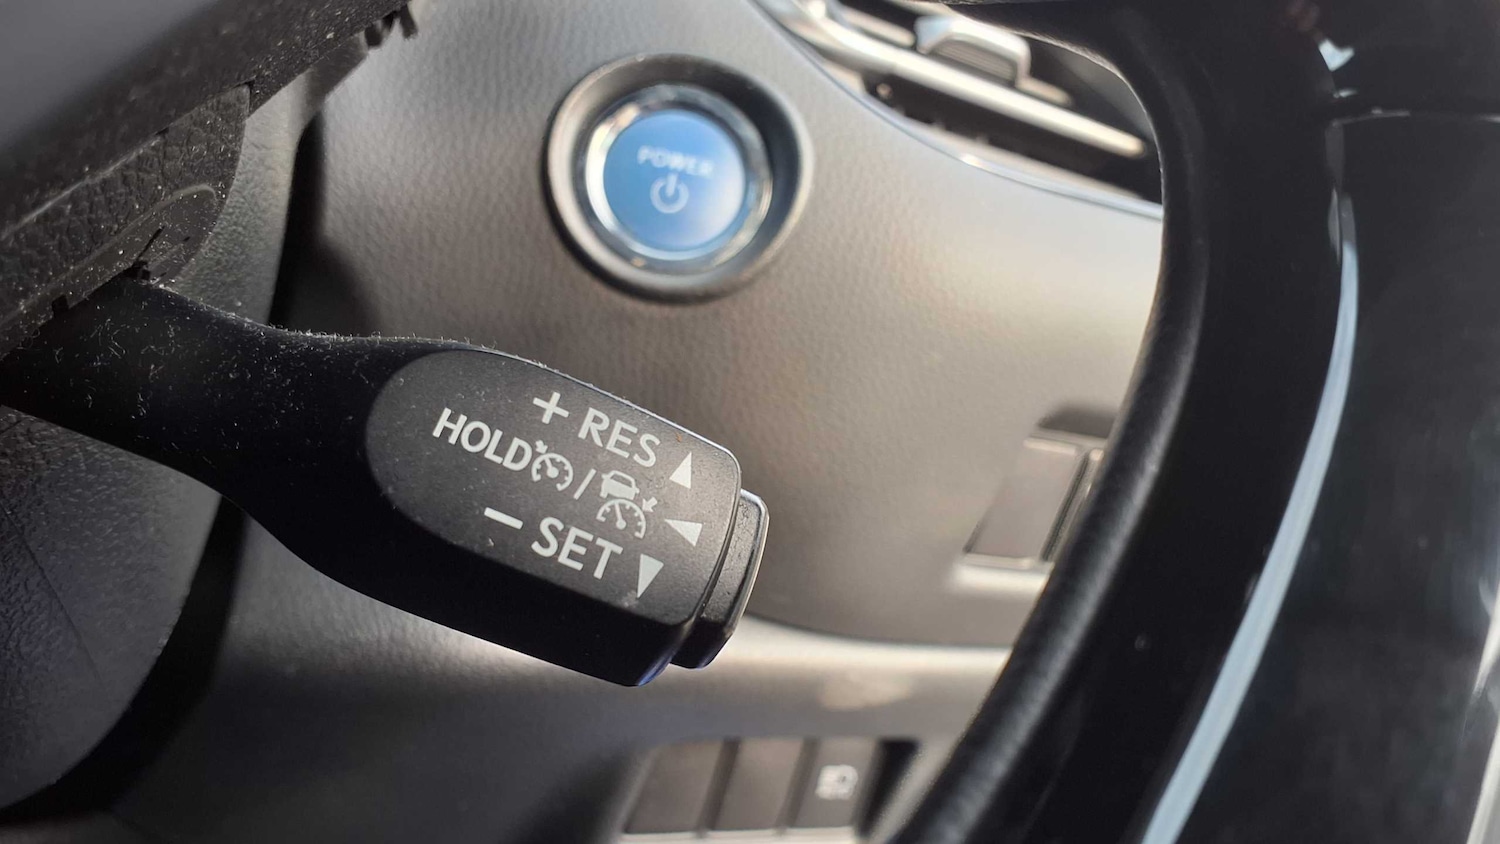 POWER
+ RES
HOLD /
- SET